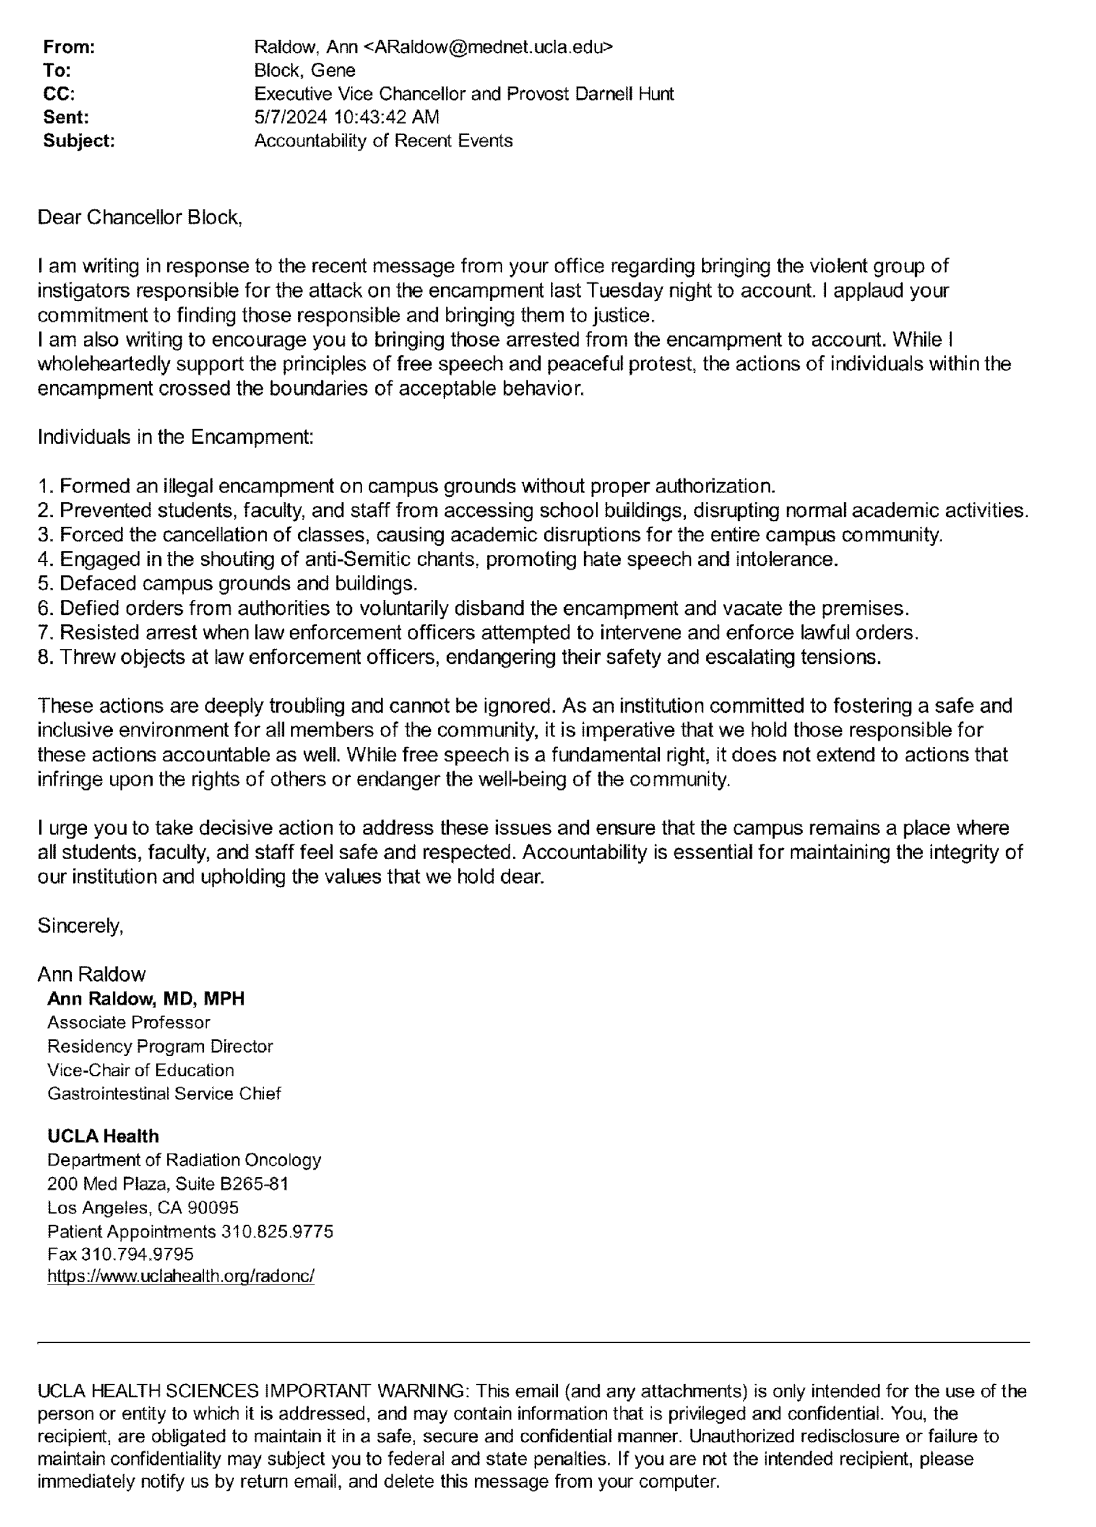 From: Raldow, Ann <ARaldow@mednet.ucla.edu>
To: Block, Gene
CC: Executive Vice Chancellor and Provost Darnell Hunt
Sent: 5/7/2024 10:43:42 AM
Subject: Accountability of Recent Events
Dear Chancellor Block,
I am writing in response to the recent message from your office regarding bringing the violent group of
instigators responsible for the attack on the encampment last Tuesday night to account. I applaud your
commitment to finding those responsible and bringing them to justice.
I am also writing to encourage you to bringing those arrested from the encampment to account. While I
wholeheartedly support the principles of free speech and peaceful protest, the actions of individuals within the
encampment crossed the boundaries of acceptable behavior.
Individuals in the Encampment:
1. Formed an illegal encampment on campus grounds without proper authorization.
2. Prevented students, faculty, and staff from accessing school buildings, disrupting normal academic activities.
3. Forced the cancellation of classes, causing academic disruptions for the entire campus community.
4. Engaged in the shouting of anti-Semitic chants, promoting hate speech and intolerance.
5. Defaced campus grounds and buildings.
6. Defied orders from authorities to voluntarily disband the encampment and vacate the premises.
7. Resisted arrest when law enforcement officers attempted to intervene and enforce lawful orders.
8. Threw objects at law enforcement officers, endangering their safety and escalating tensions.
These actions are deeply troubling and cannot be ignored. As an institution committed to fostering a safe and
inclusive environment for all members of the community, it is imperative that we hold those responsible for
these actions accountable as well. While free speech is a fundamental right, it does not extend to actions that
infringe upon the rights of others or endanger the well-being of the community.
I urge you to take decisive action to address these issues and ensure that the campus remains a place where
all students, faculty, and staff feel safe and respected. Accountability is essential for maintaining the integrity of
our institution and upholding the values that we hold dear.
Sincerely,
Ann Raldow
Ann Raldow, MD, MPH
Associate Professor
Residency Program Director
Vice-Chair of Education
Gastrointestinal Service Chief
UCLA Health
Department of Radiation Oncology
200 Med Plaza, Suite B265-81
Los Angeles, CA 90095
Patient Appointments 310.825.9775
Fax 310.794.9795
https://www.uclahealth.org/radonc/
UCLA HEALTH SCIENCES IMPORTANT WARNING: This email (and any attachments) is only intended for the use of the
person or entity to which it is addressed, and may contain information that is privileged and confidential. You, the
recipient, are obligated to maintain it in a safe, secure and confidential manner. Unauthorized redisclosure or failure to
maintain confidentiality may subject you to federal and state penalties. If you are not the intended recipient, please
immediately notify us by return email, and delete this message from your computer.